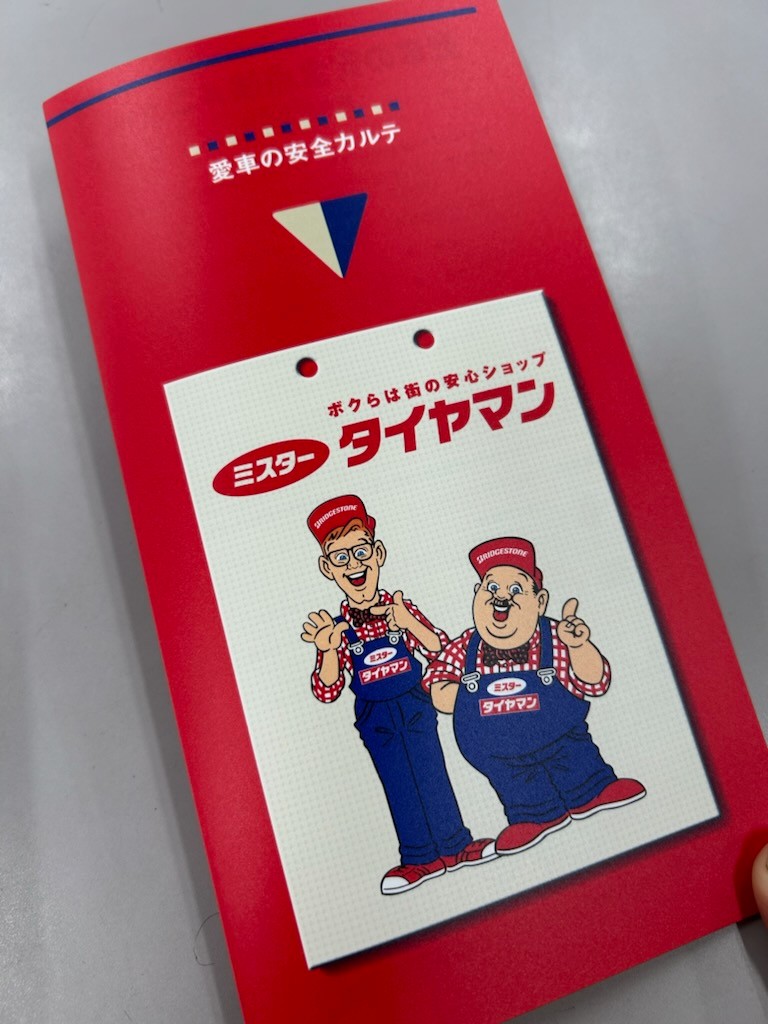 愛車の安全カルテ
ボクらは街の安心ショップ
ミスター タイヤマン
BRIDGESTONE
BRIDGESTONE
ミスター
タイヤマン
ミスター
タイヤマン